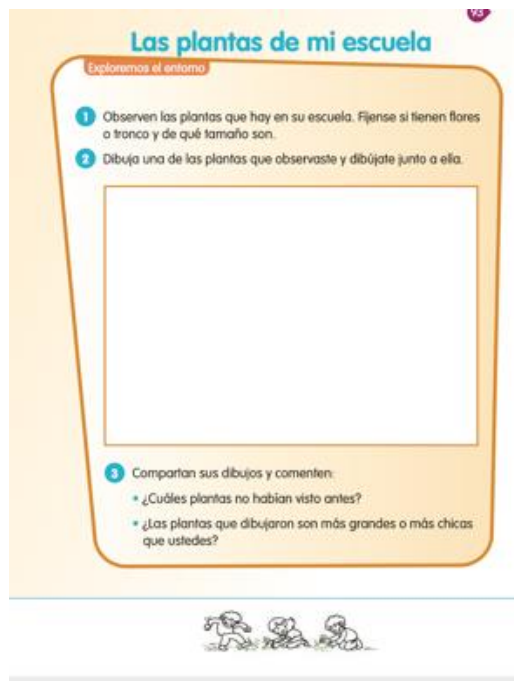 93
Las plantas de mi escuela
Exploremos el entorno
1 Observen las plantas que hay en su escuela. Fíjense si tienen flores
o tronco y de qué tamaño son.
2 Dibuja una de las plantas que observaste y dibújate junto a ella.
3 Compartan sus dibujos y comenten:
• ¿Cuáles plantas no habían visto antes?
• ¿Las plantas que dibujaron son más grandes o más chicas
que ustedes?